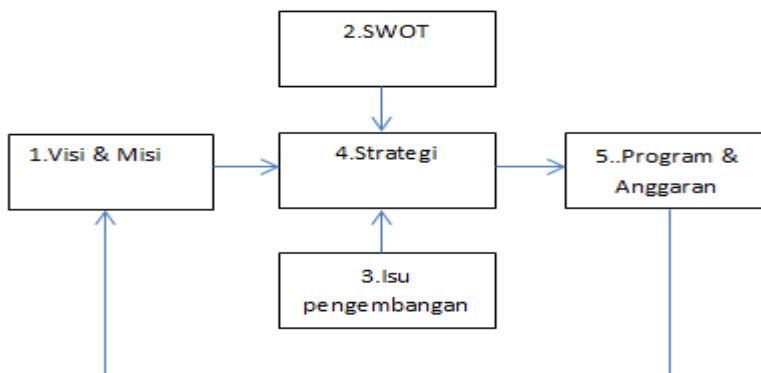 2.SWOT
1.Visi & Misi
4.Strategi
5..Program &
Anggaran
3.Isu
pengembangan